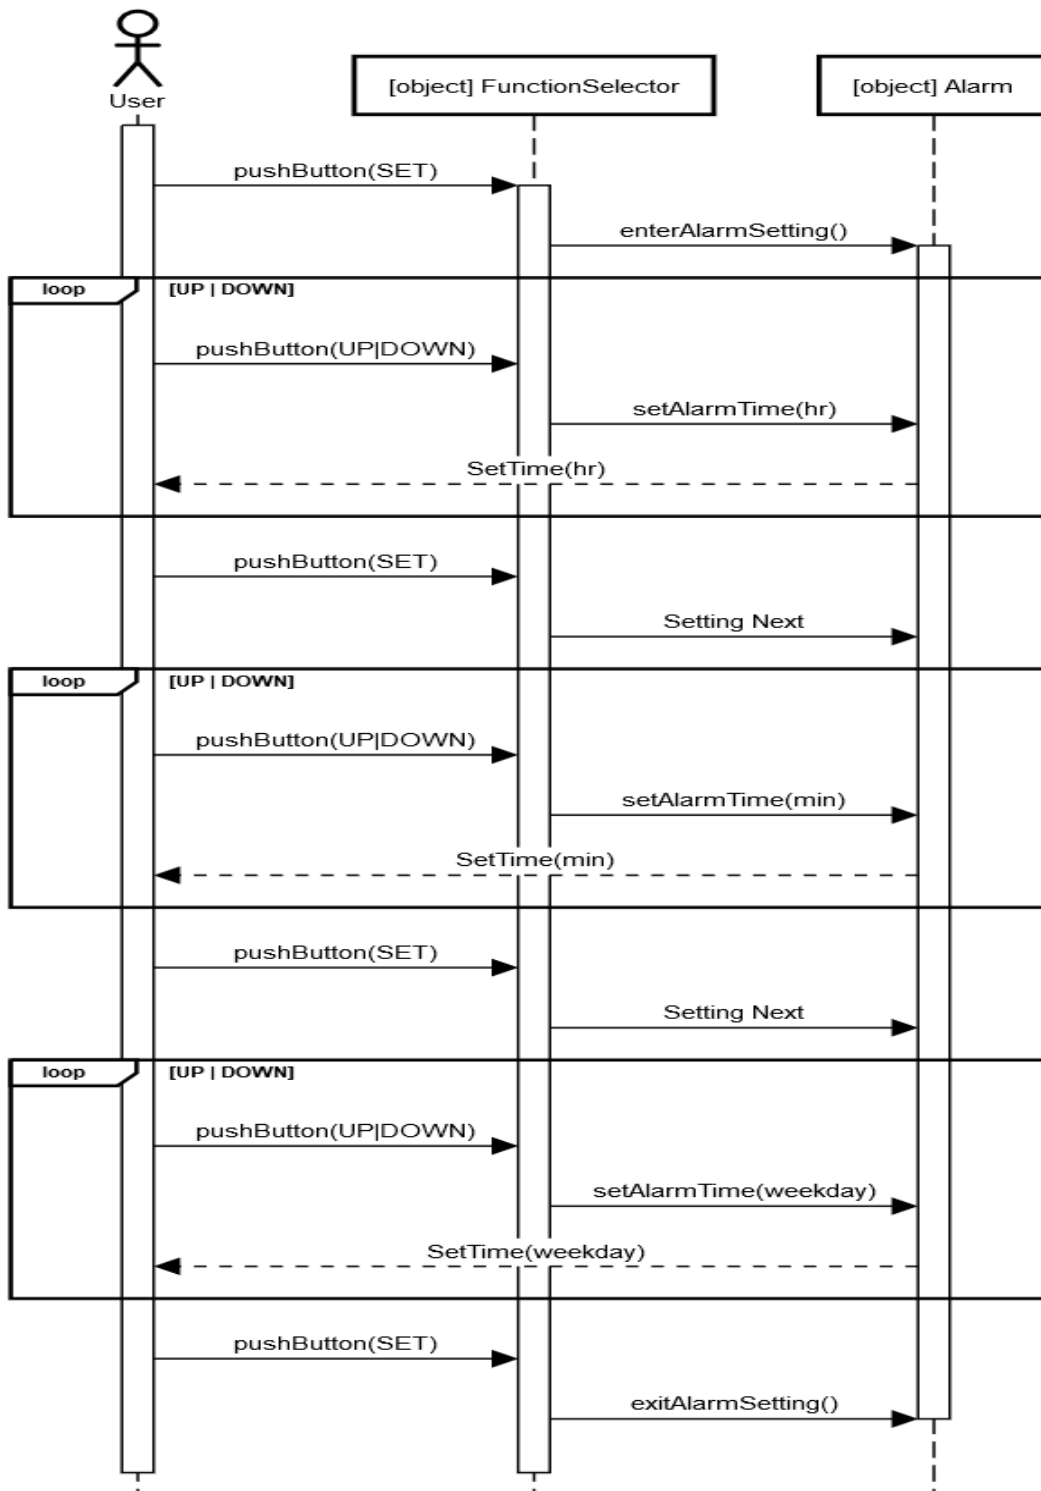 User
[object] FunctionSelector
[object] Alarm
pushButton(SET)
enterAlarmSetting()
loop
[UP | DOWN]
pushButton(UP|DOWN)
setAlarmTime(hr)
SetTime(hr)
pushButton(SET)
Setting Next
loop
[UP | DOWN]
pushButton(UP|DOWN)
setAlarmTime(min)
SetTime(min)
pushButton(SET)
Setting Next
loop
[UP | DOWN]
pushButton(UP|DOWN)
setAlarmTime(weekday)
SetTime(weekday)
pushButton(SET)
exitAlarmSetting()